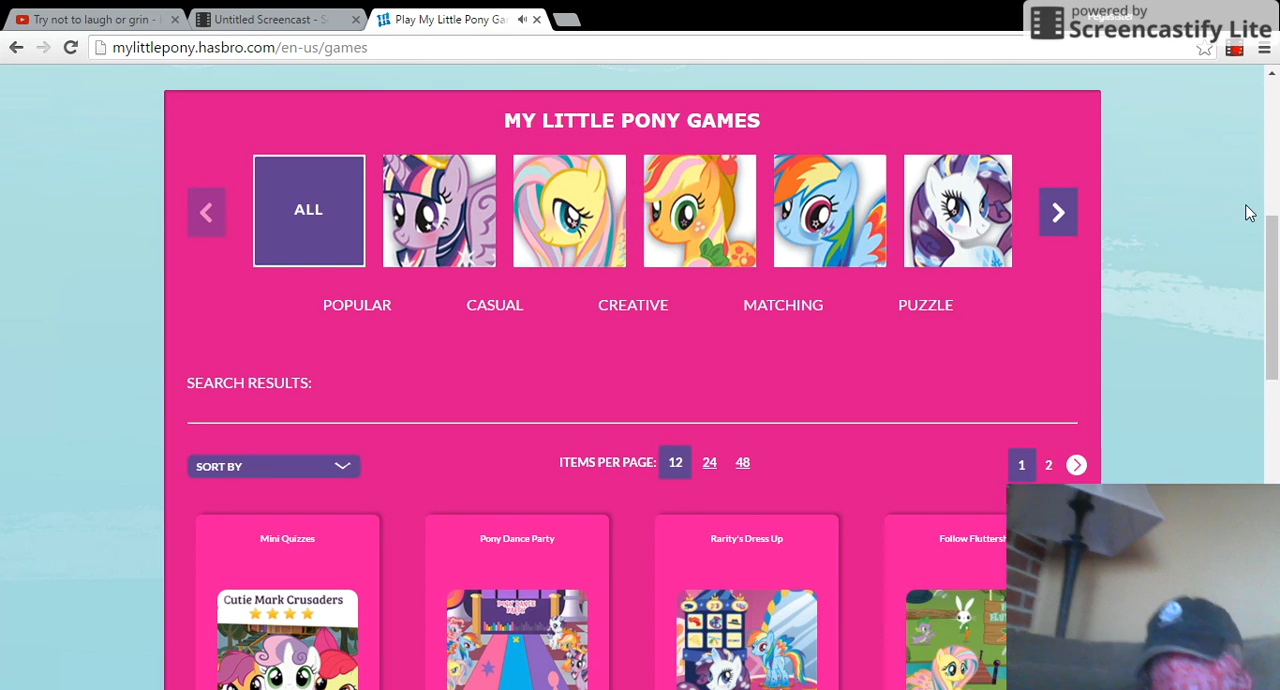 Try not to laugh or grin -
Untitled Screencast - S
Play My Little Pony Ga
powered by
Screencastify Lite
mylittlepony.hasbro.com/en-us/games
MY LITTLE PONY GAMES
ALL
POPULAR CASUAL CREATIVE MATCHING PUZZLE
SEARCH RESULTS:
SORT BY ITEMS PER PAGE: 12 24 48 1 2
Mini Quizzes Pony Dance Party Rarity's Dress Up Follow Fluttersh
Cutie Mark Crusaders